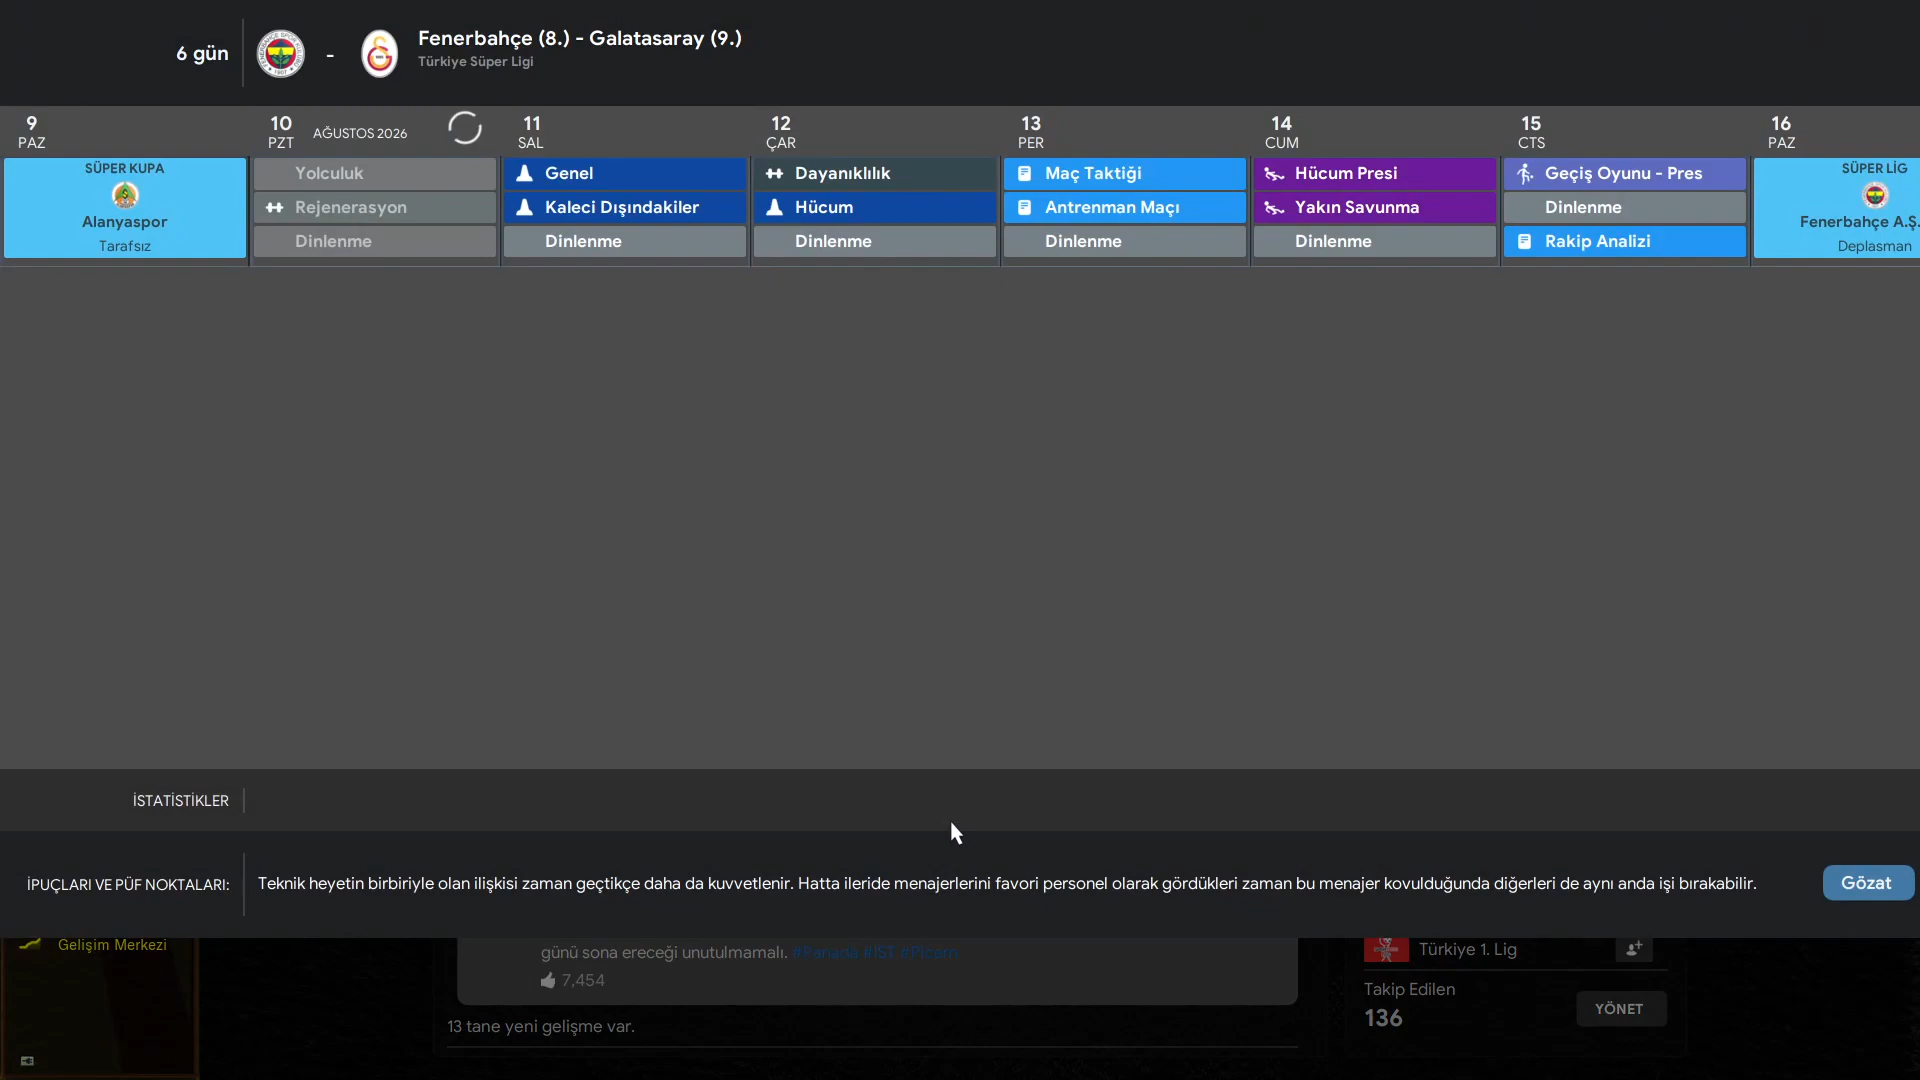 6 gün
-
Fenerbahçe (8.) - Galatasaray (9.)
Türkiye Süper Ligi
9
PAZ
10
PZT
AĞUSTOS 2026
11
SAL
12
ÇAR
13
PER
14
CUM
15
CTS
16
PAZ
SÜPER KUPA
Alanyaspor
Tarafsız
Yolculuk
Rejenerasyon
Dinlenme
Genel
Kaleci Dışındakiler
Dinlenme
Dayanıklılık
Hücum
Dinlenme
Maç Taktiği
Antrenman Maçı
Dinlenme
Hücum Presi
Yakın Savunma
Dinlenme
Geçiş Oyunu - Pres
Dinlenme
Rakip Analizi
SÜPER LİG
Fenerbahçe A.Ş.
Deplasman
İSTATİSTİKLER
İPUÇLARI VE PÜF NOKTALARI:
Teknik heyetin birbiriyle olan ilişkisi zaman geçtikçe daha da kuvvetlenir. Hatta ileride menajerlerini favori personel olarak gördükleri zaman bu menajer kovulduğunda diğerleri de aynı anda işi bırakabilir.
Gözat
Gelişim Merkezi
günü sona ereceği unutulmamalı. #Panada #IST
7,454
13 tane yeni gelişme var.
Türkiye 1. Lig
Takip Edilen
136
YÖNET